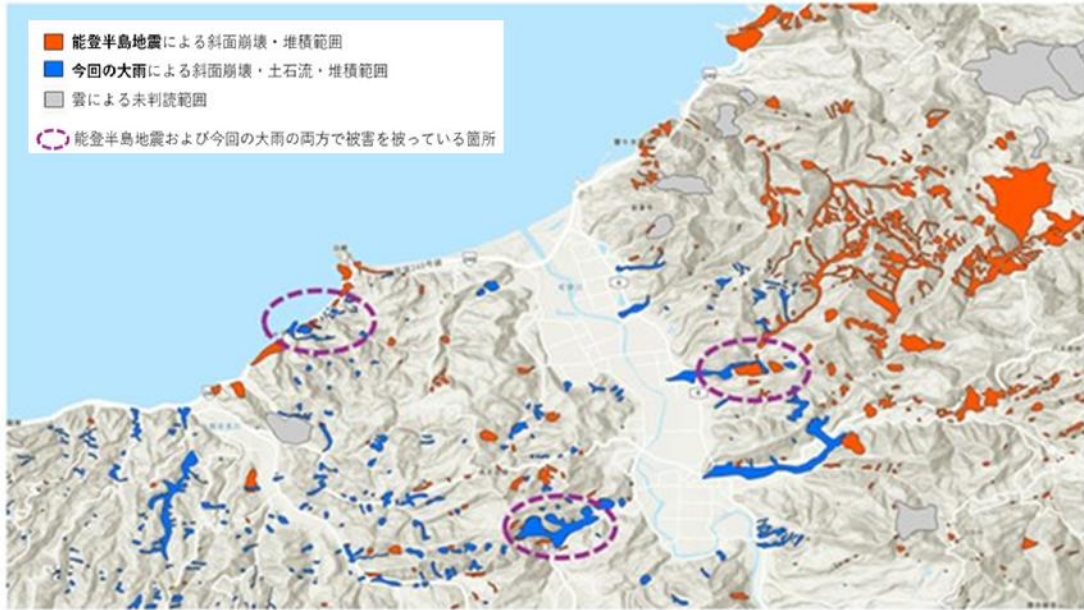 能登半島地震による斜面崩壊・堆積範囲
今回の大雨による斜面崩壊・土石流・堆積範囲
雲による未判読範囲
能登半島地震および今回の大雨の両方で被害を被っている箇所